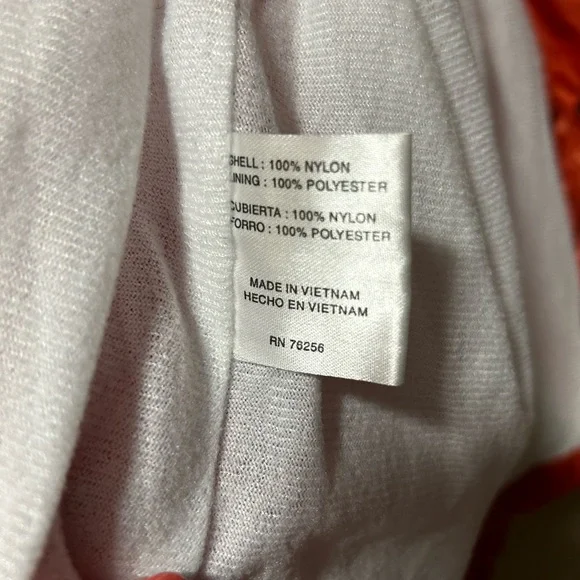 SHELL : 100% NYLON
LINING : 100% POLYESTER
CUBIERTA : 100% NYLON
FORRO : 100% POLYESTER
MADE IN VIETNAM
HECHO EN VIETNAM
RN 76256